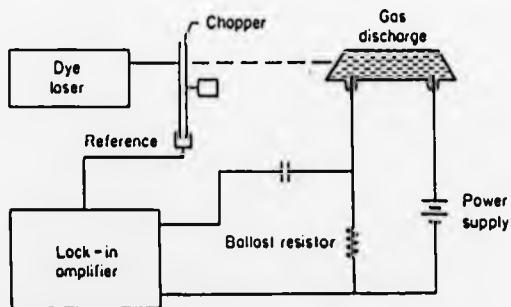 Chopper
Gas
discharge
Dye
laser
Reference
Power
supply
Ballast resistor
Lock-in
amplifier